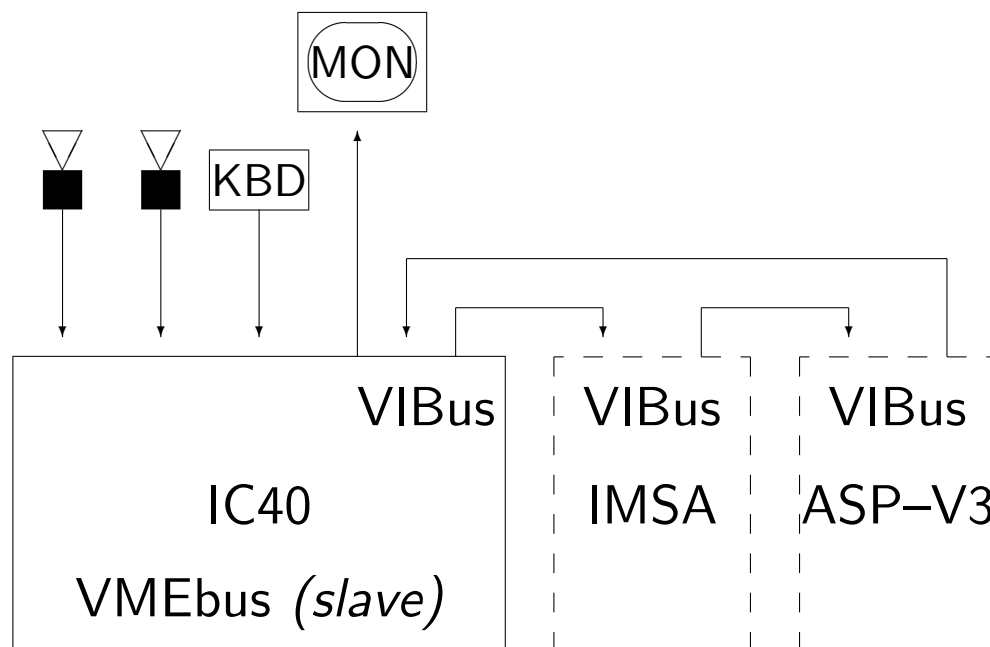 MON
KBD
VIBus
VIBus
VIBus
IC40
IMSA
ASP–V3
VMEbus (slave)